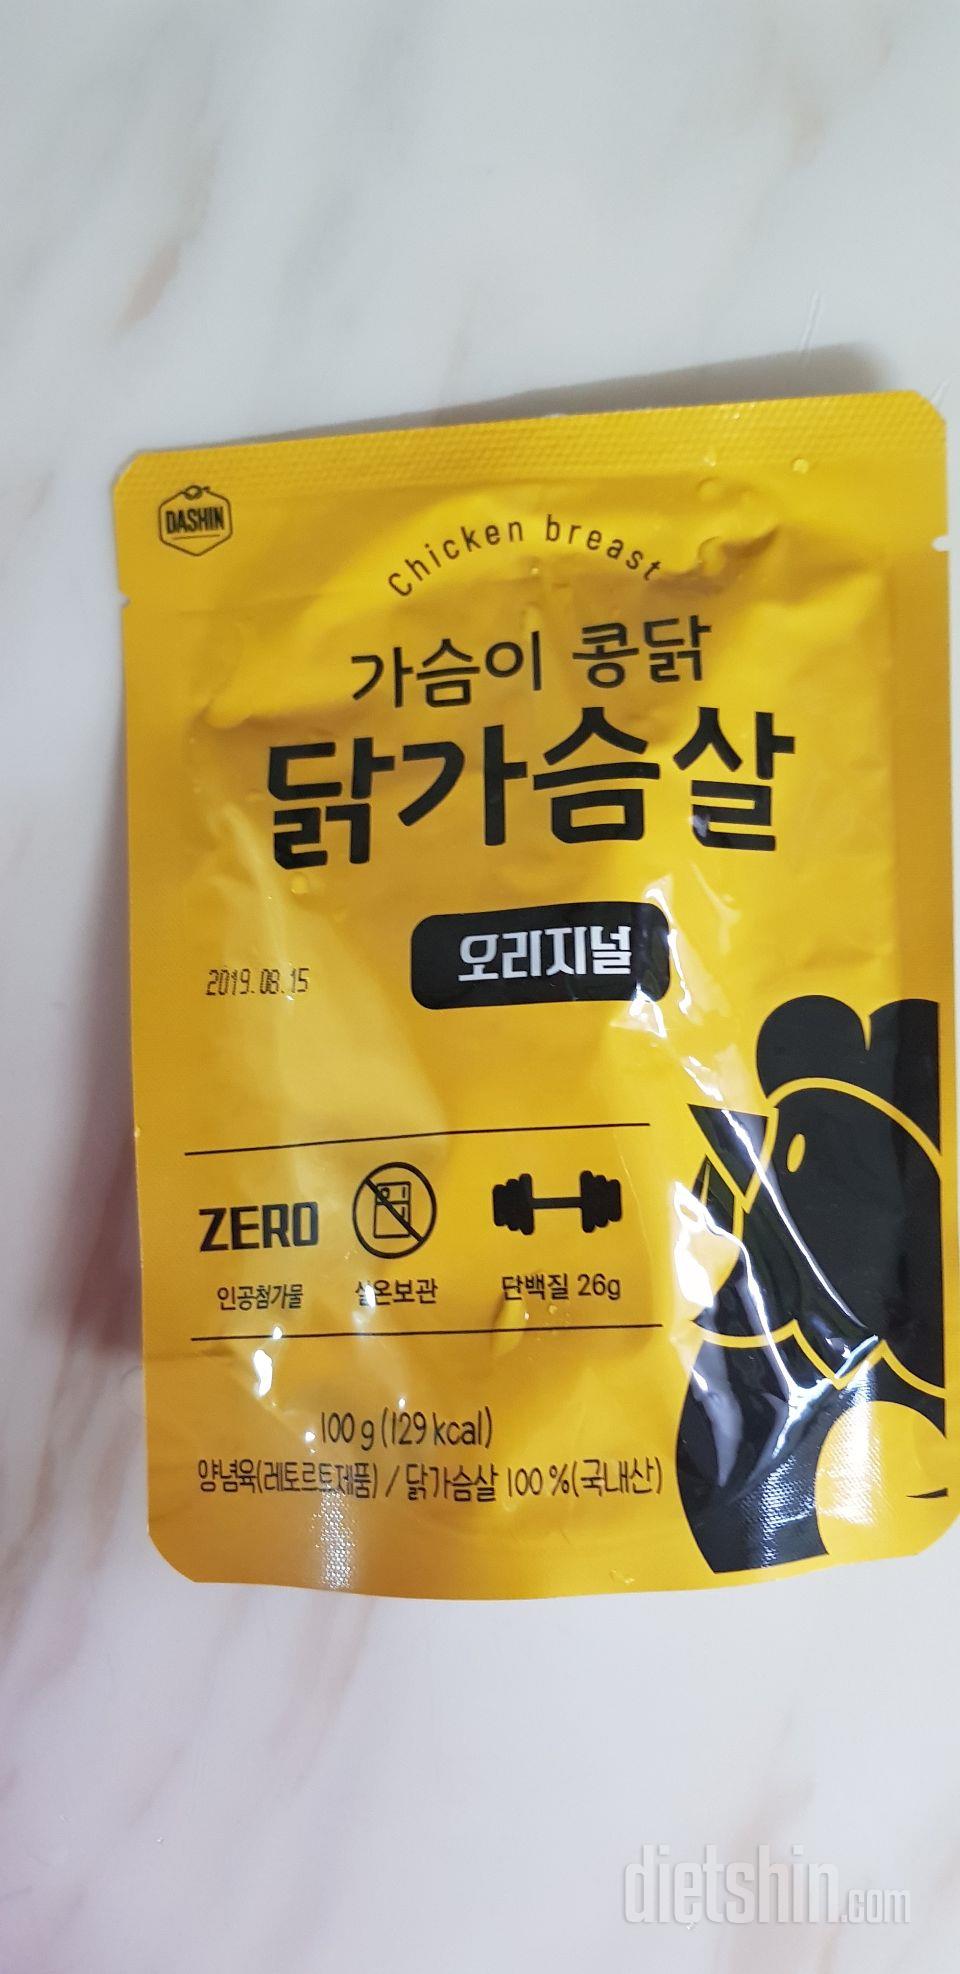 DASHIN
Chicken breast
가슴이 콩닭
닭가슴살
오리지널
2019.08.15
ZERO
인공첨가물
실온보관
단백질 26g
100 g (129 kcal)
양념육(레토르트제품) / 닭가슴살 100 %(국내산)
dietshin.com